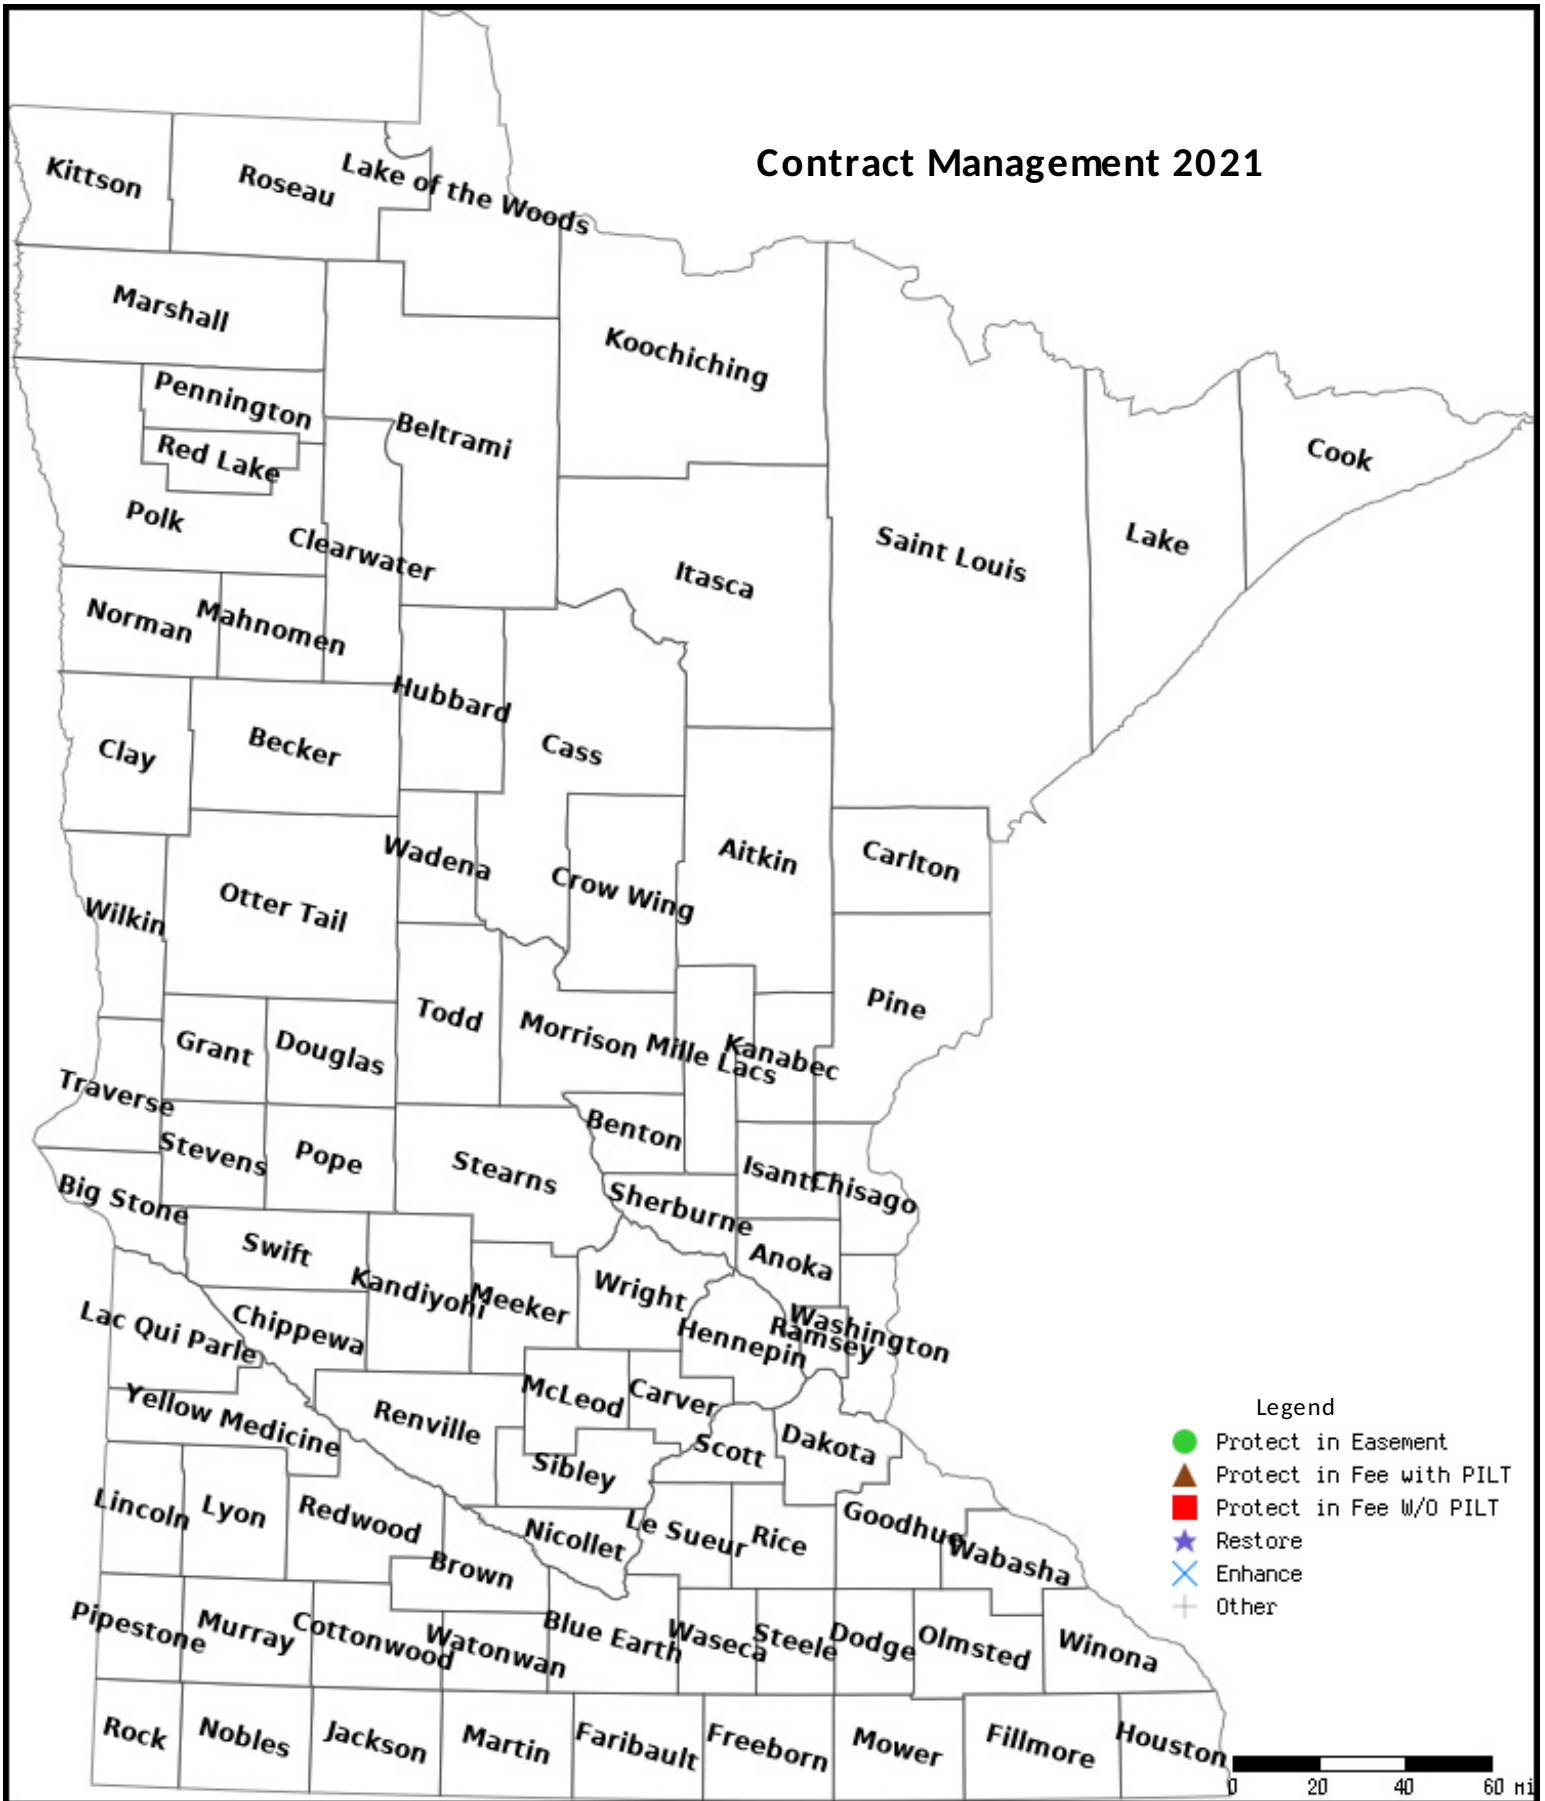 Contract Management 2021
Kittson
Roseau
Lake of the Woods
Marshall
Koochiching
Pennington
Beltrami
Red Lake
Cook
Polk
Clearwater
Saint Louis
Lake
Itasca
Norman
Mahnomen
Hubbard
Clay
Becker
Cass
Wadena
Aitkin
Carlton
Otter Tail
Crow Wing
Wilkin
Pine
Todd
Morrison
Mille Lacs
Kanabec
Grant
Douglas
Traverse
Benton
Stevens
Pope
Stearns
Isanti
Chisago
Big Stone
Sherburne
Swift
Anoka
Kandiyohi
Meeker
Wright
Lac Qui Parle
Chippewa
Hennepin
Ramsey
Washington
McLeod
Carver
Yellow Medicine
Renville
Scott
Dakota
Sibley
Legend
Protect in Easement
Protect in Fee with PILT
Protect in Fee W/O PILT
Restore
Enhance
Other
Lincoln
Lyon
Redwood
Nicollet
Le Sueur
Rice
Goodhue
Wabasha
Brown
Pipestone
Murray
Cottonwood
Watonwan
Blue Earth
Waseca
Steele
Dodge
Olmsted
Winona
Rock
Nobles
Jackson
Martin
Faribault
Freeborn
Mower
Fillmore
Houston
0 20 40 60 mi